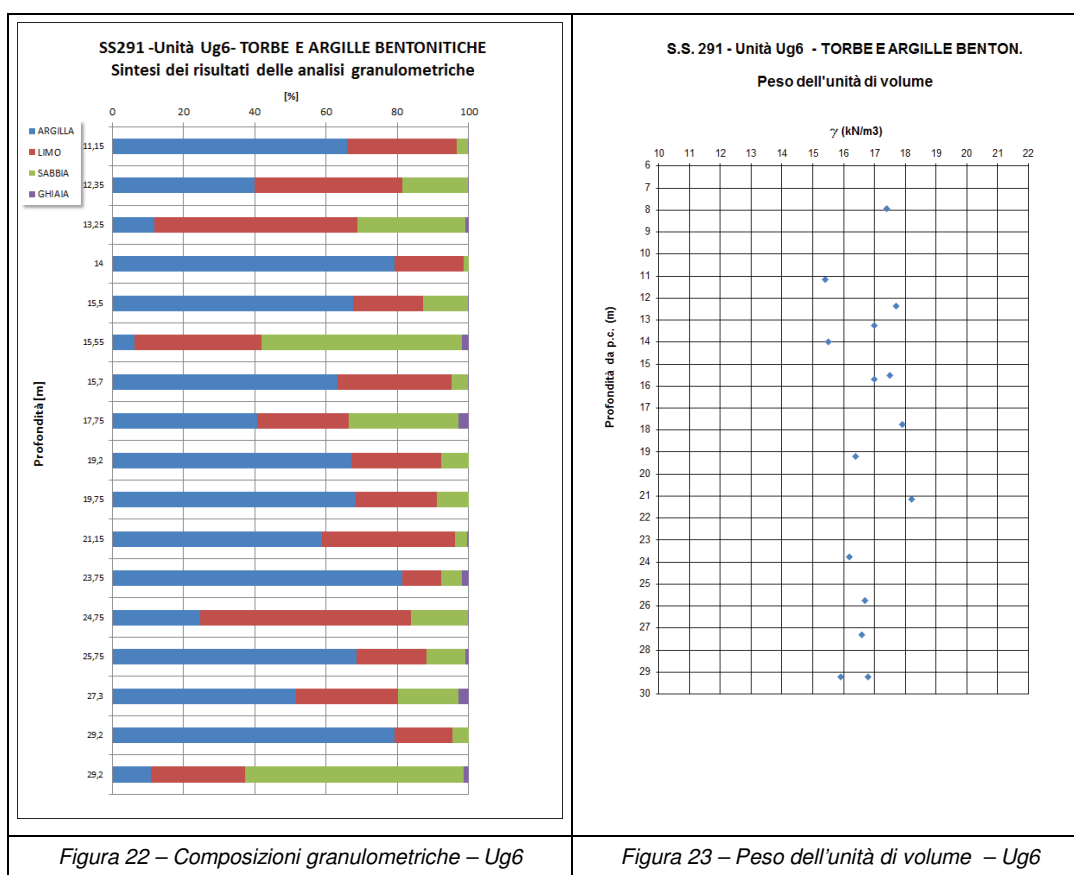 SS291 -Unità Ug6- TORBE E ARGILLE BENTONITICHE
Sintesi dei risultati delle analisi granulometriche
[%]
0 20 40 60 80 100
ARGILLA
LIMO
SABBIA
GHIAIA
Profondità [m]
11,15
12,35
13,25
14
15,5
15,55
15,7
17,75
19,2
19,75
21,15
23,75
24,75
25,75
27,3
29,2
29,2
Figura 22 – Composizioni granulometriche – Ug6
S.S. 291 - Unità Ug6 - TORBE E ARGILLE BENTON.
Peso dell'unità di volume
γ (kN/m3)
10 11 12 13 14 15 16 17 18 19 20 21 22
Profondità da p.c. (m)
6
7
8
9
10
11
12
13
14
15
16
17
18
19
20
21
22
23
24
25
26
27
28
29
30
Figura 23 – Peso dell'unità di volume – Ug6